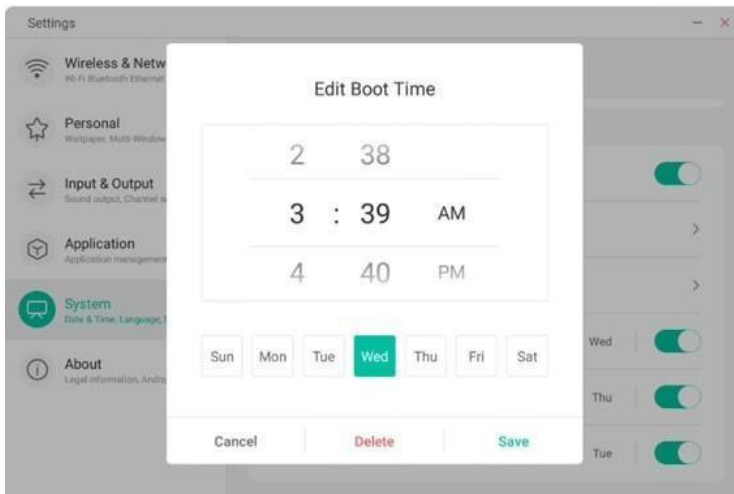 Settings
Wireless & Netw
Wi-Fi Bluetooth Ethernet
Personal
Wallpaper, Multi-Window
Input & Output
Sound output, Channel
Application
Application management
System
Date & Time, Language,
About
Legal information,
Edit Boot Time
2 38
3 : 39 AM
4 40 PM
Sun Mon Tue Wed Thu Fri Sat
Cancel Delete Save
Wed
Thu
Tue